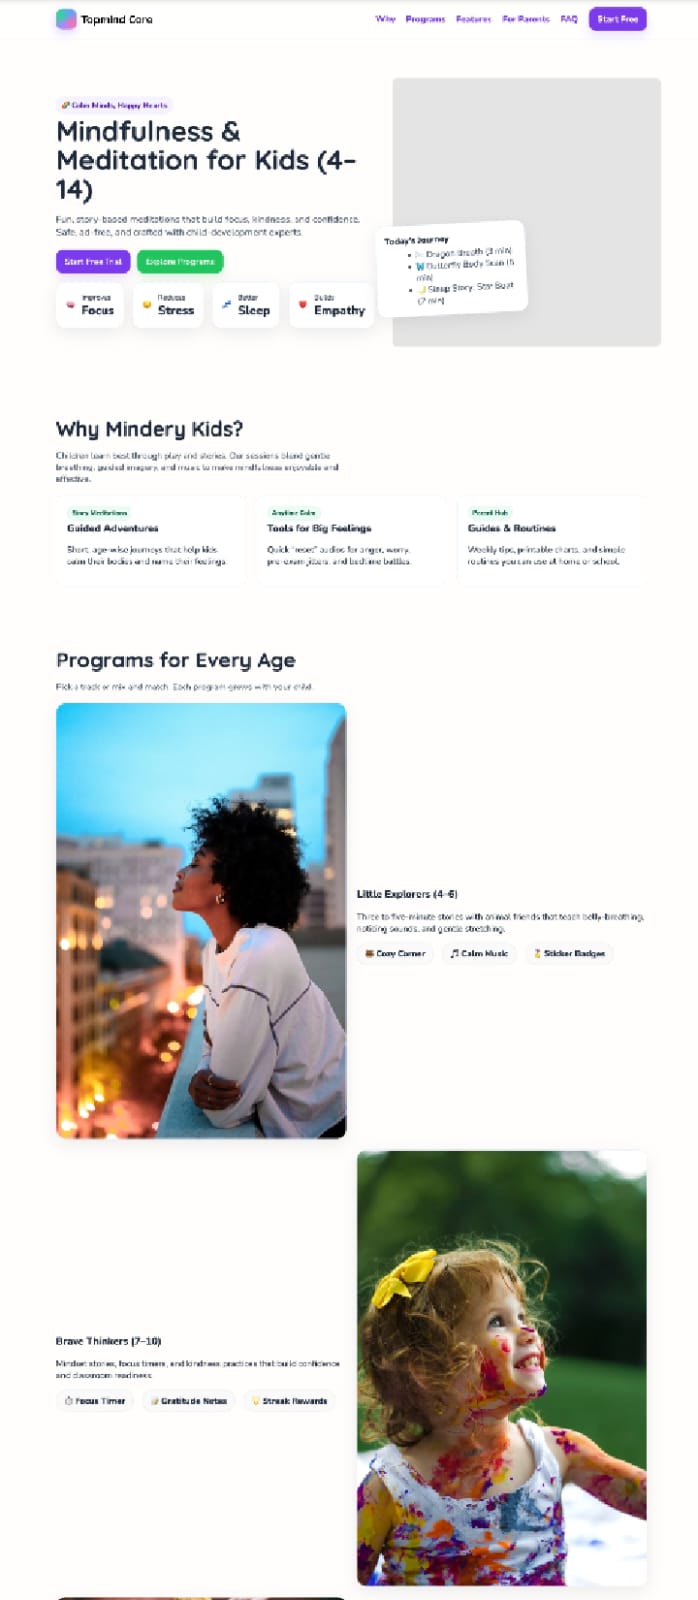 Topmind Care
Why Programs Features For Parents FAQ Start Free
🌈 Calm Minds, Happy Hearts
Mindfulness &
Meditation for Kids (4–
14)
Fun, story-based meditations that build focus, kindness, and confidence.
Safe, ad-free, and crafted with child-development experts.
Start Free Trial Explore Programs
Improves
Focus
Reduces
Stress
Better
Sleep
Builds
Empathy
Today's Journey
Dragon Breath (3 min)
🦋 Butterfly Body Scan (5
min)
🌙 Sleep Story: Star Boat
(7 min)
Why Mindery Kids?
Children learn best through play and stories. Our sessions blend gentle
breathing, guided imagery, and music to make mindfulness enjoyable and
effective.
Story Meditations
Guided Adventures
Short, age-wise journeys that help kids
calm their bodies and name their feelings.
Anytime Calm
Tools for Big Feelings
Quick "reset" audios for anger, worry,
pre-exam jitters, and bedtime battles.
Parent Hub
Guides & Routines
Weekly tips, printable charts, and simple
routines you can use at home or school.
Programs for Every Age
Pick a track or mix and match. Each program grows with your child.
Little Explorers (4–6)
Three to five-minute stories with animal friends that teach belly-breathing,
noticing sounds, and gentle stretching.
🧸 Cozy Corner 🎵 Calm Music 🏅 Sticker Badges
Brave Thinkers (7–10)
Mindset stories, focus timers, and kindness practices that build confidence
and classroom readiness.
⏱️ Focus Timer 📝 Gratitude Notes 💡 Streak Rewards